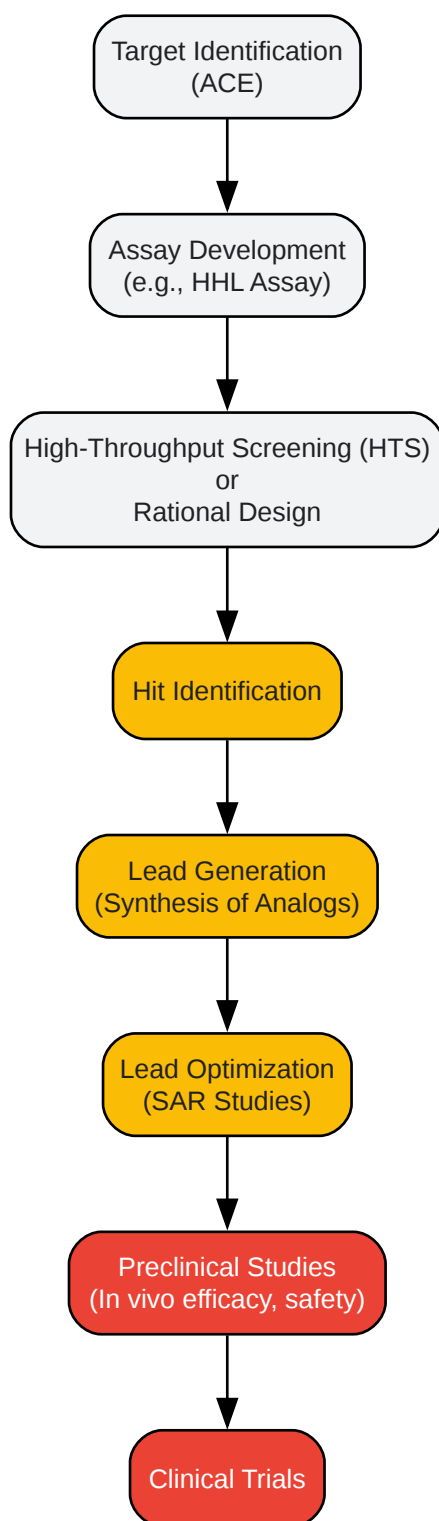 Target Identification
(ACE)
Assay Development
(e.g., HHL Assay)
High-Throughput Screening (HTS)
or
Rational Design
Hit Identification
Lead Generation
(Synthesis of Analogs)
Lead Optimization
(SAR Studies)
Preclinical Studies
(In vivo efficacy, safety)
Clinical Trials